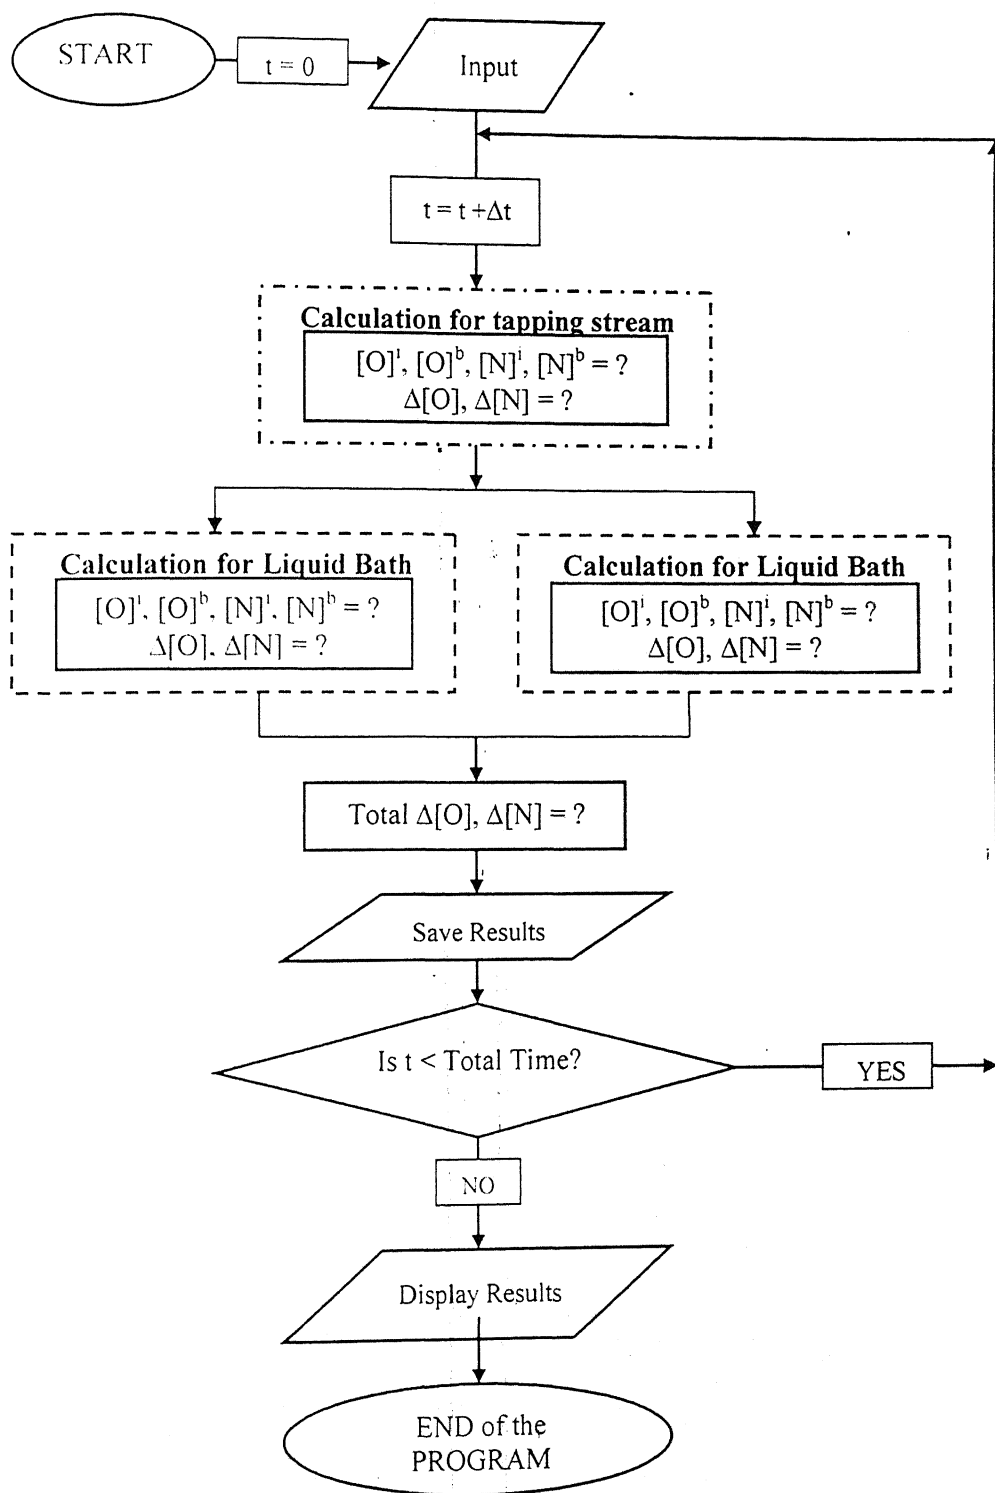 START
t = 0
Input
t = t +Δt
Calculation for tapping stream
[O]ⁱ, [O]ᵇ, [N]ⁱ, [N]ᵇ = ?
Δ[O], Δ[N] = ?
Calculation for Liquid Bath
[O]ⁱ, [O]ᵇ, [N]ⁱ, [N]ᵇ = ?
Δ[O], Δ[N] = ?
Calculation for Liquid Bath
[O]ⁱ, [O]ᵇ, [N]ⁱ, [N]ᵇ = ?
Δ[O], Δ[N] = ?
Total Δ[O], Δ[N] = ?
Save Results
Is t < Total Time?
YES
NO
Display Results
END of the
PROGRAM